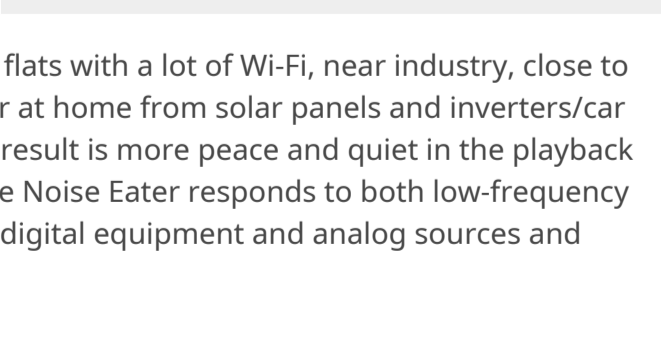 flats with a lot of Wi-Fi, near industry, close to
r at home from solar panels and inverters/car
result is more peace and quiet in the playback
e Noise Eater responds to both low-frequency
digital equipment and analog sources and